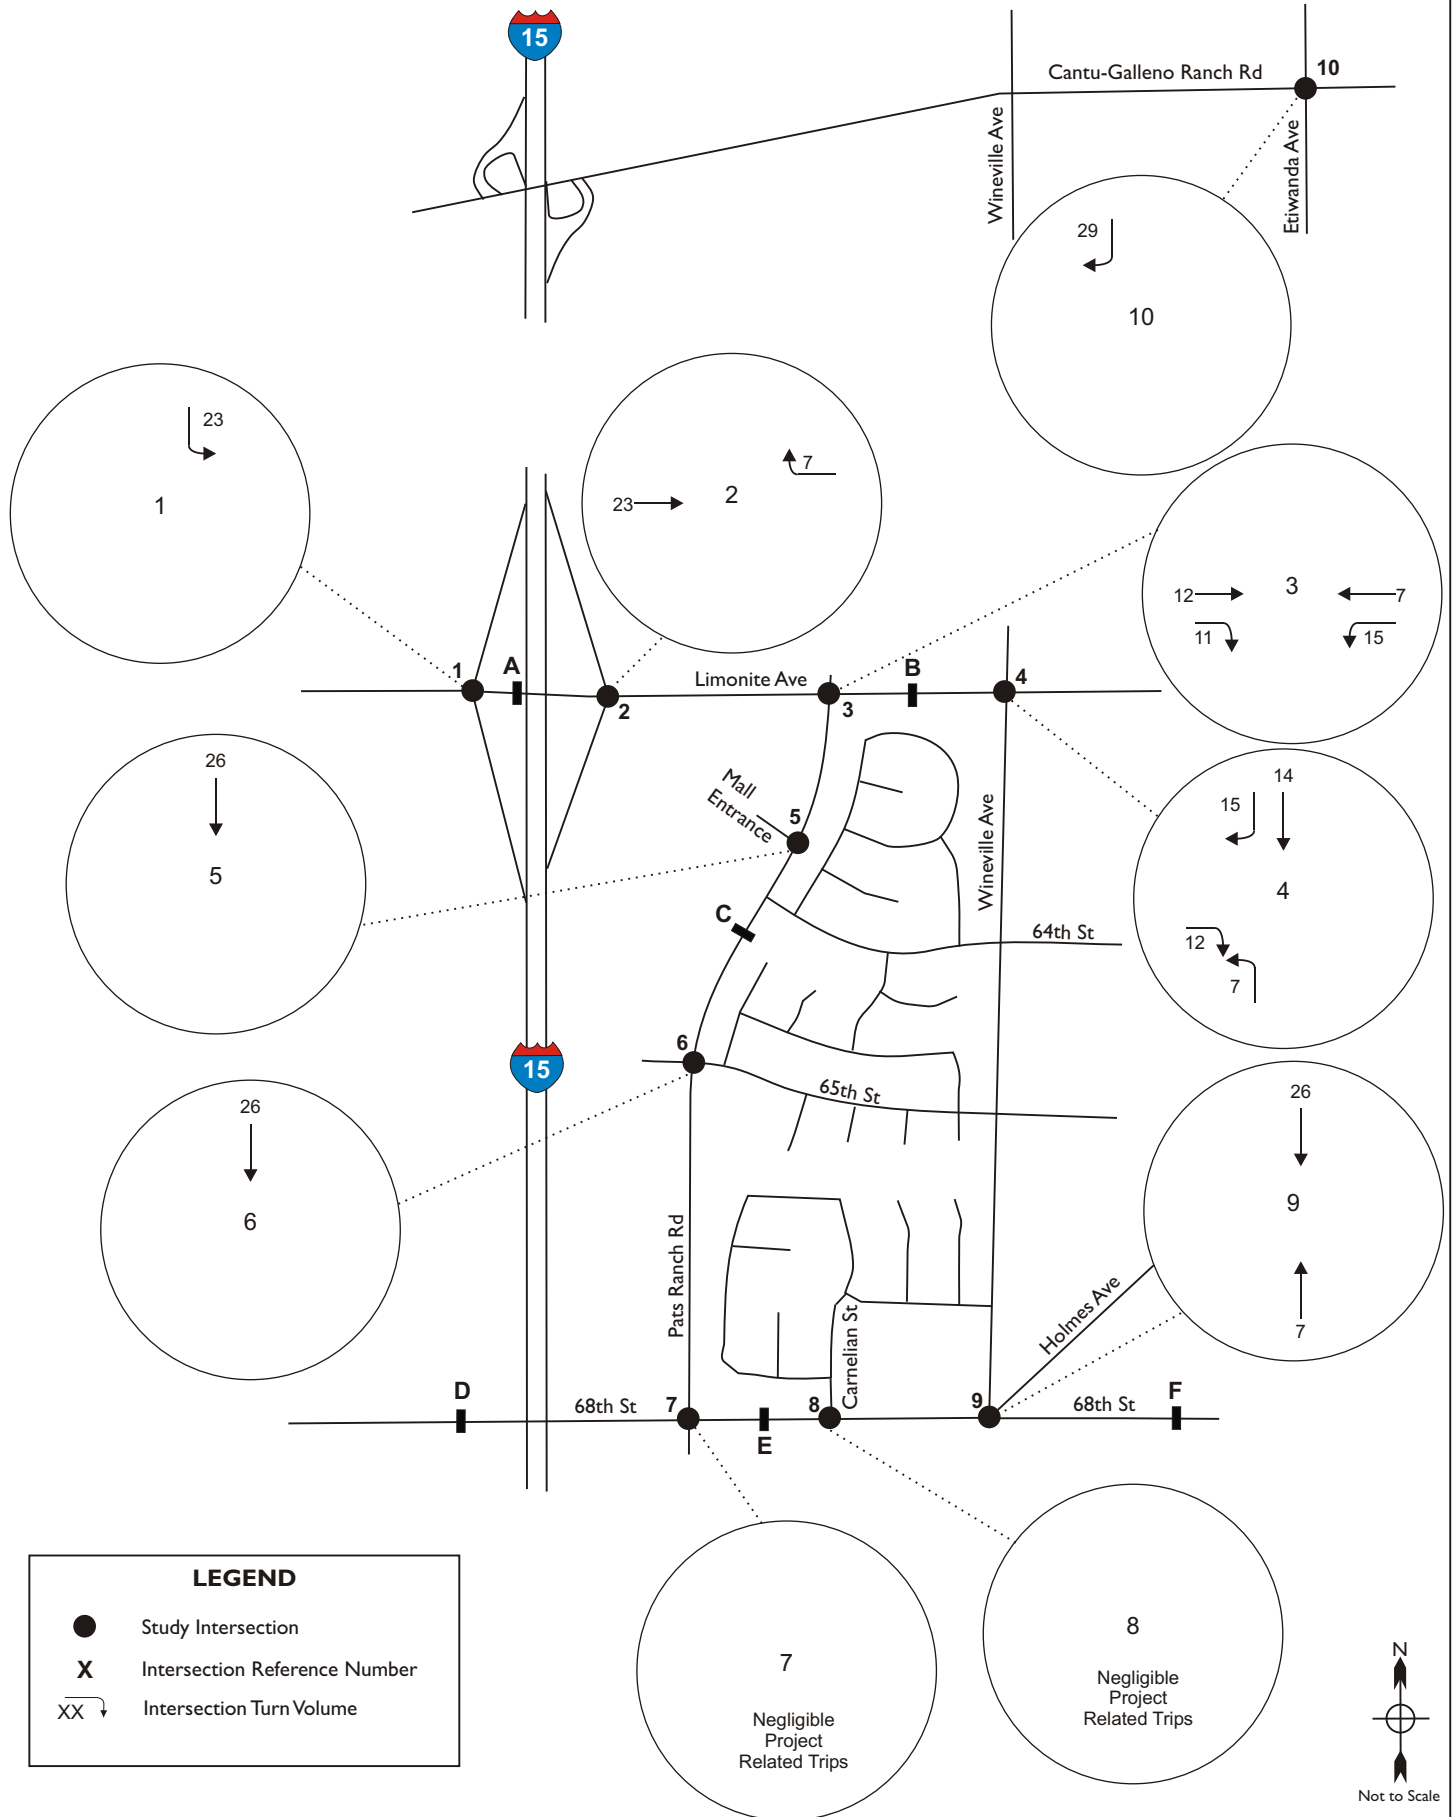 15
Cantu-Galleno Ranch Rd
10
Wineville Ave
Etiwanda Ave
29
10
23
1
7
23
2
3
12
7
11
15
1
A
2
Limonite Ave
3
B
4
26
5
Mall
Entrance
5
Wineville Ave
14
15
4
12
7
C
64th St
6
15
65th St
26
6
26
9
7
Pats Ranch Rd
Carnelian St
Holmes Ave
D
68th St
7
E
8
9
68th St
F
7
Negligible
Project
Related Trips
8
Negligible
Project
Related Trips
LEGEND
Study Intersection
X Intersection Reference Number
XX Intersection Turn Volume
N
Not to Scale